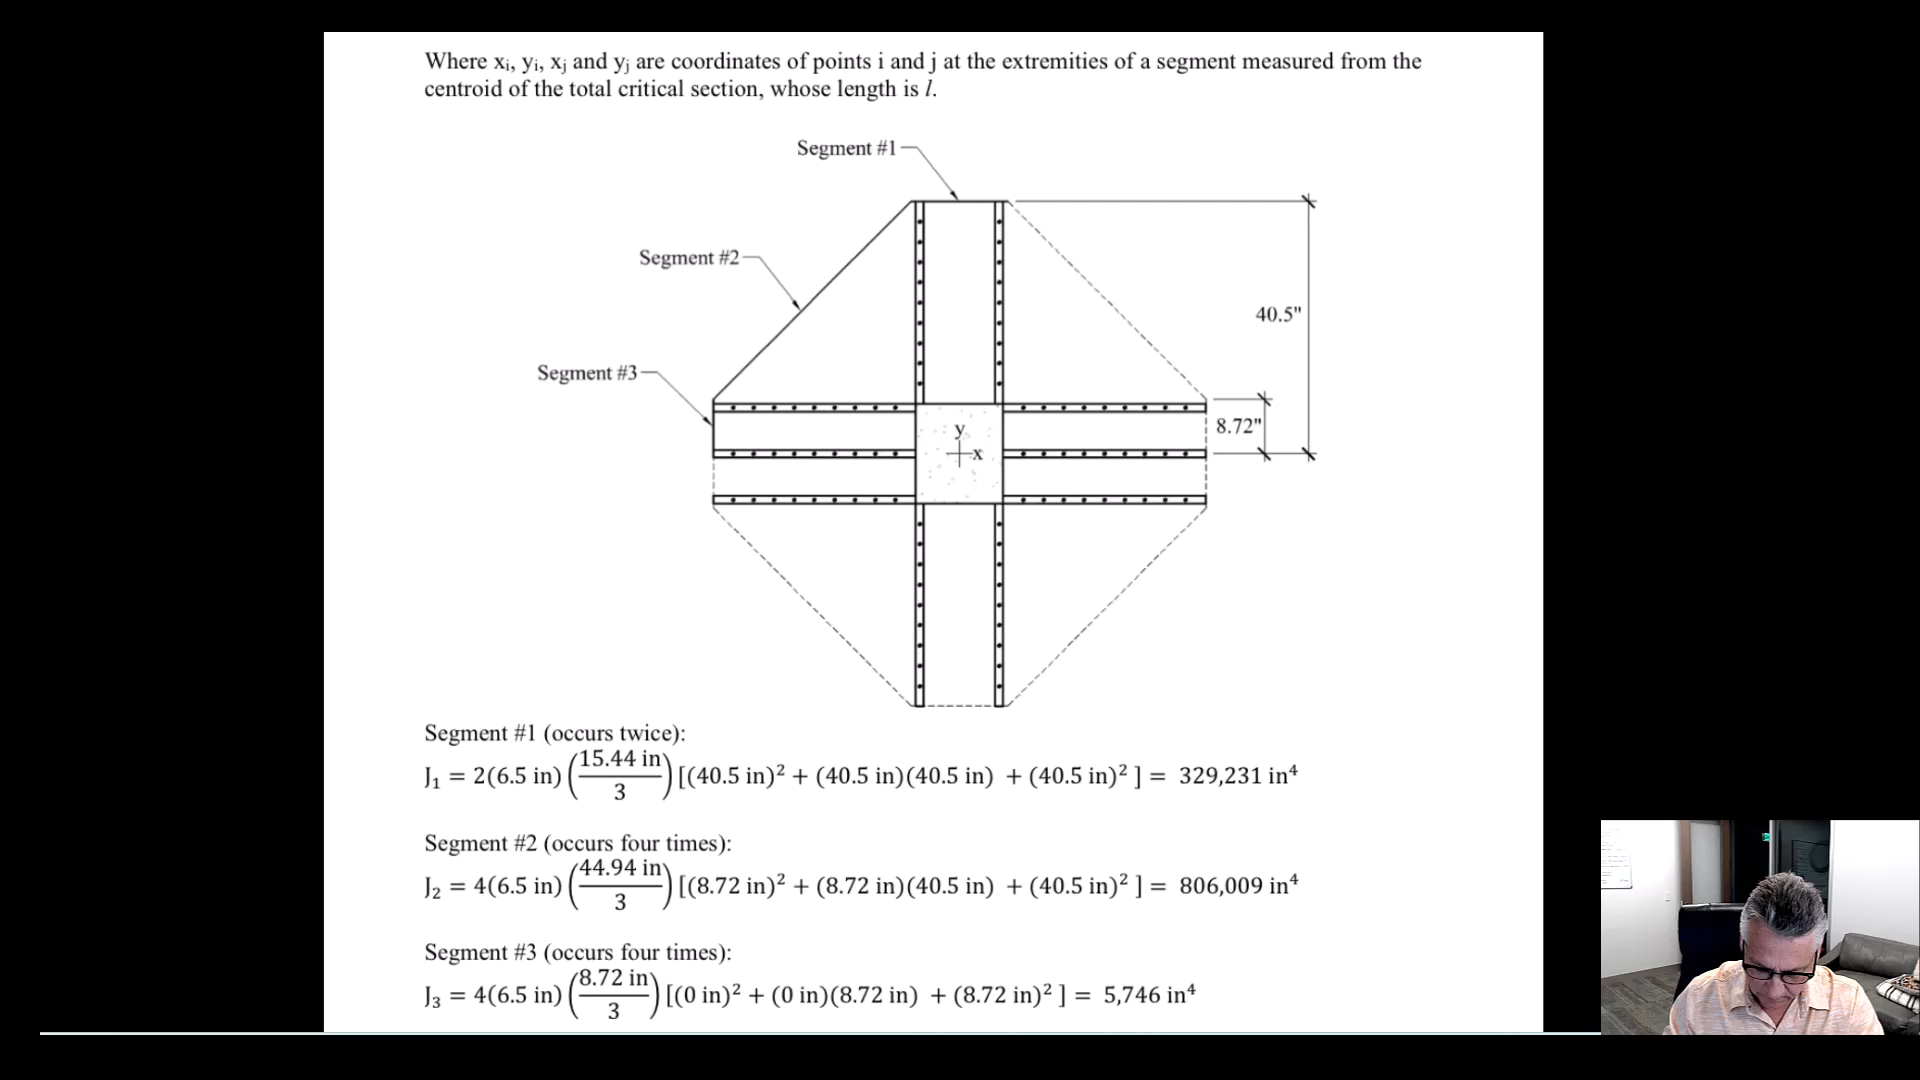 Where xᵢ, yᵢ, xⱼ and yⱼ are coordinates of points i and j at the extremities of a segment measured from the
centroid of the total critical section, whose length is l.
Segment #1
Segment #2
40.5"
Segment #3
8.72"
y
x
Segment #1 (occurs twice):
J₁ = 2(6.5 in) (15.44 in / 3) [(40.5 in)² + (40.5 in)(40.5 in) + (40.5 in)² ] = 329,231 in⁴
Segment #2 (occurs four times):
J₂ = 4(6.5 in) (44.94 in / 3) [(8.72 in)² + (8.72 in)(40.5 in) + (40.5 in)² ] = 806,009 in⁴
Segment #3 (occurs four times):
J₃ = 4(6.5 in) (8.72 in / 3) [(0 in)² + (0 in)(8.72 in) + (8.72 in)² ] = 5,746 in⁴